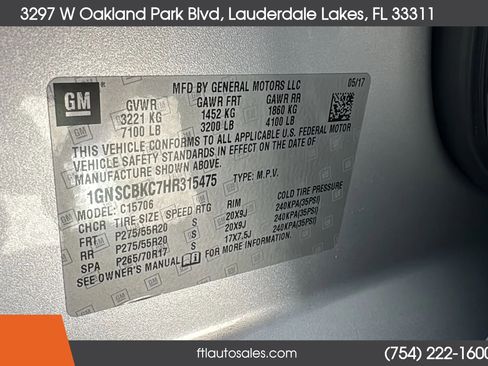 3297 W Oakland Park Blvd, Lauderdale Lakes, FL 33311
GM
MFD BY GENERAL MOTORS LLC
05/17
GVWR GAWR FRT GAWR RR
3221 KG 1452 KG 1860 KG
7100 LB 3200 LB 4100 LB
THIS VEHICLE CONFORMS TO ALL APPLICABLE U.S. FEDERAL MOTOR
VEHICLE SAFETY STANDARDS IN EFFECT ON THE DATE OF
MANUFACTURE SHOWN ABOVE.
1GNSCBKC7HR315475 TYPE: M.P.V.
MODEL: C15706
CHCR TIRE SIZE SPEED RTG RIM COLD TIRE PRESSURE
FRT P275/55R20 S 20X9J 240KPA(35PSI)
RR P275/55R20 S 20X9J 240KPA(35PSI)
SPA P265/70R17 S 17X7.5J 240KPA(35PSI)
SEE OWNER'S MANUAL FOR MORE INFORMATION.
ftlautosales.com
(754) 222-1600